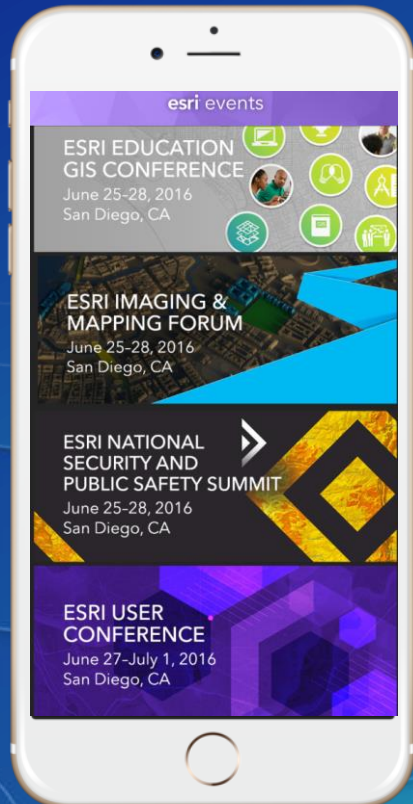 esri events
ESRI EDUCATION
GIS CONFERENCE
June 25-28, 2016
San Diego, CA
ESRI IMAGING &
MAPPING FORUM
June 25-28, 2016
San Diego, CA
ESRI NATIONAL
SECURITY AND
PUBLIC SAFETY SUMMIT
June 25-28, 2016
San Diego, CA
ESRI USER
CONFERENCE
June 27-July 1, 2016
San Diego, CA